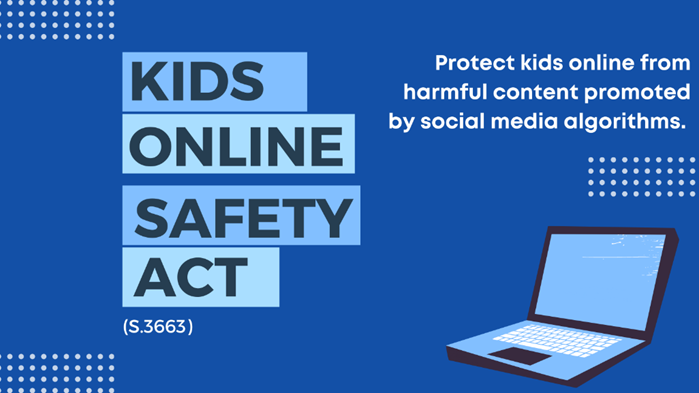 KIDS
ONLINE
SAFETY
ACT
(S.3663)
Protect kids online from
harmful content promoted
by social media algorithms.